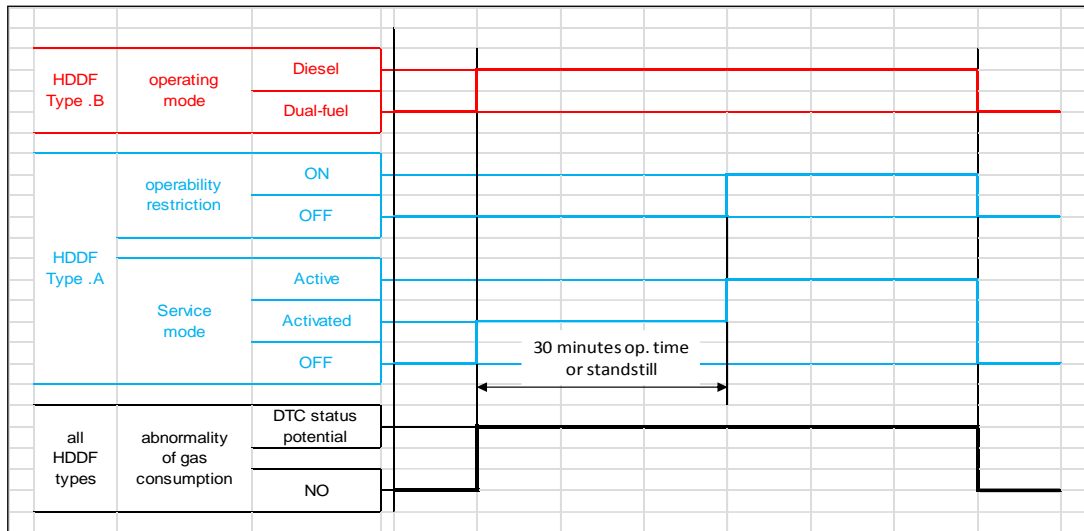 HDDF
Type .B
operating
mode
Diesel
Dual-fuel
HDDF
Type .A
operability
restriction
ON
OFF
Service
mode
Active
Activated
OFF
30 minutes op. time
or standstill
all
HDDF
types
abnormality
of gas
consumption
DTC status
potential
NO